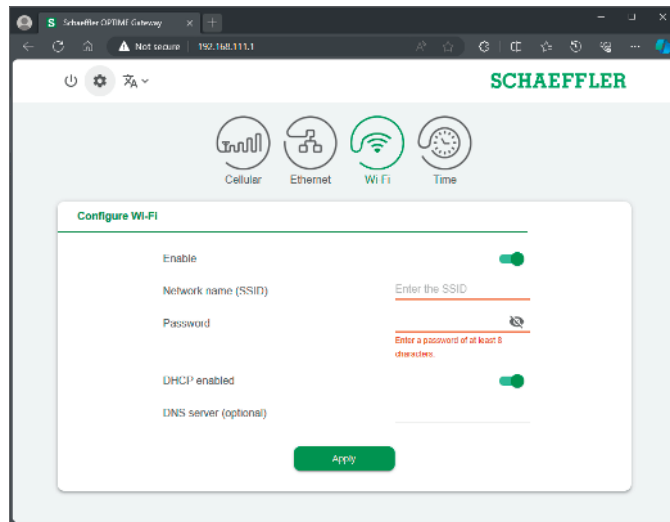 S Schaeffler OPTIME Gateway
Not secure 192.168.111.1
SCHAEFFLER
Cellular Ethernet Wi Fi Time
Configure Wi-Fi
Enable
Network name (SSID) Enter the SSID
Password
Enter a password of at least 8
characters.
DHCP enabled
DNS server (optional)
Apply